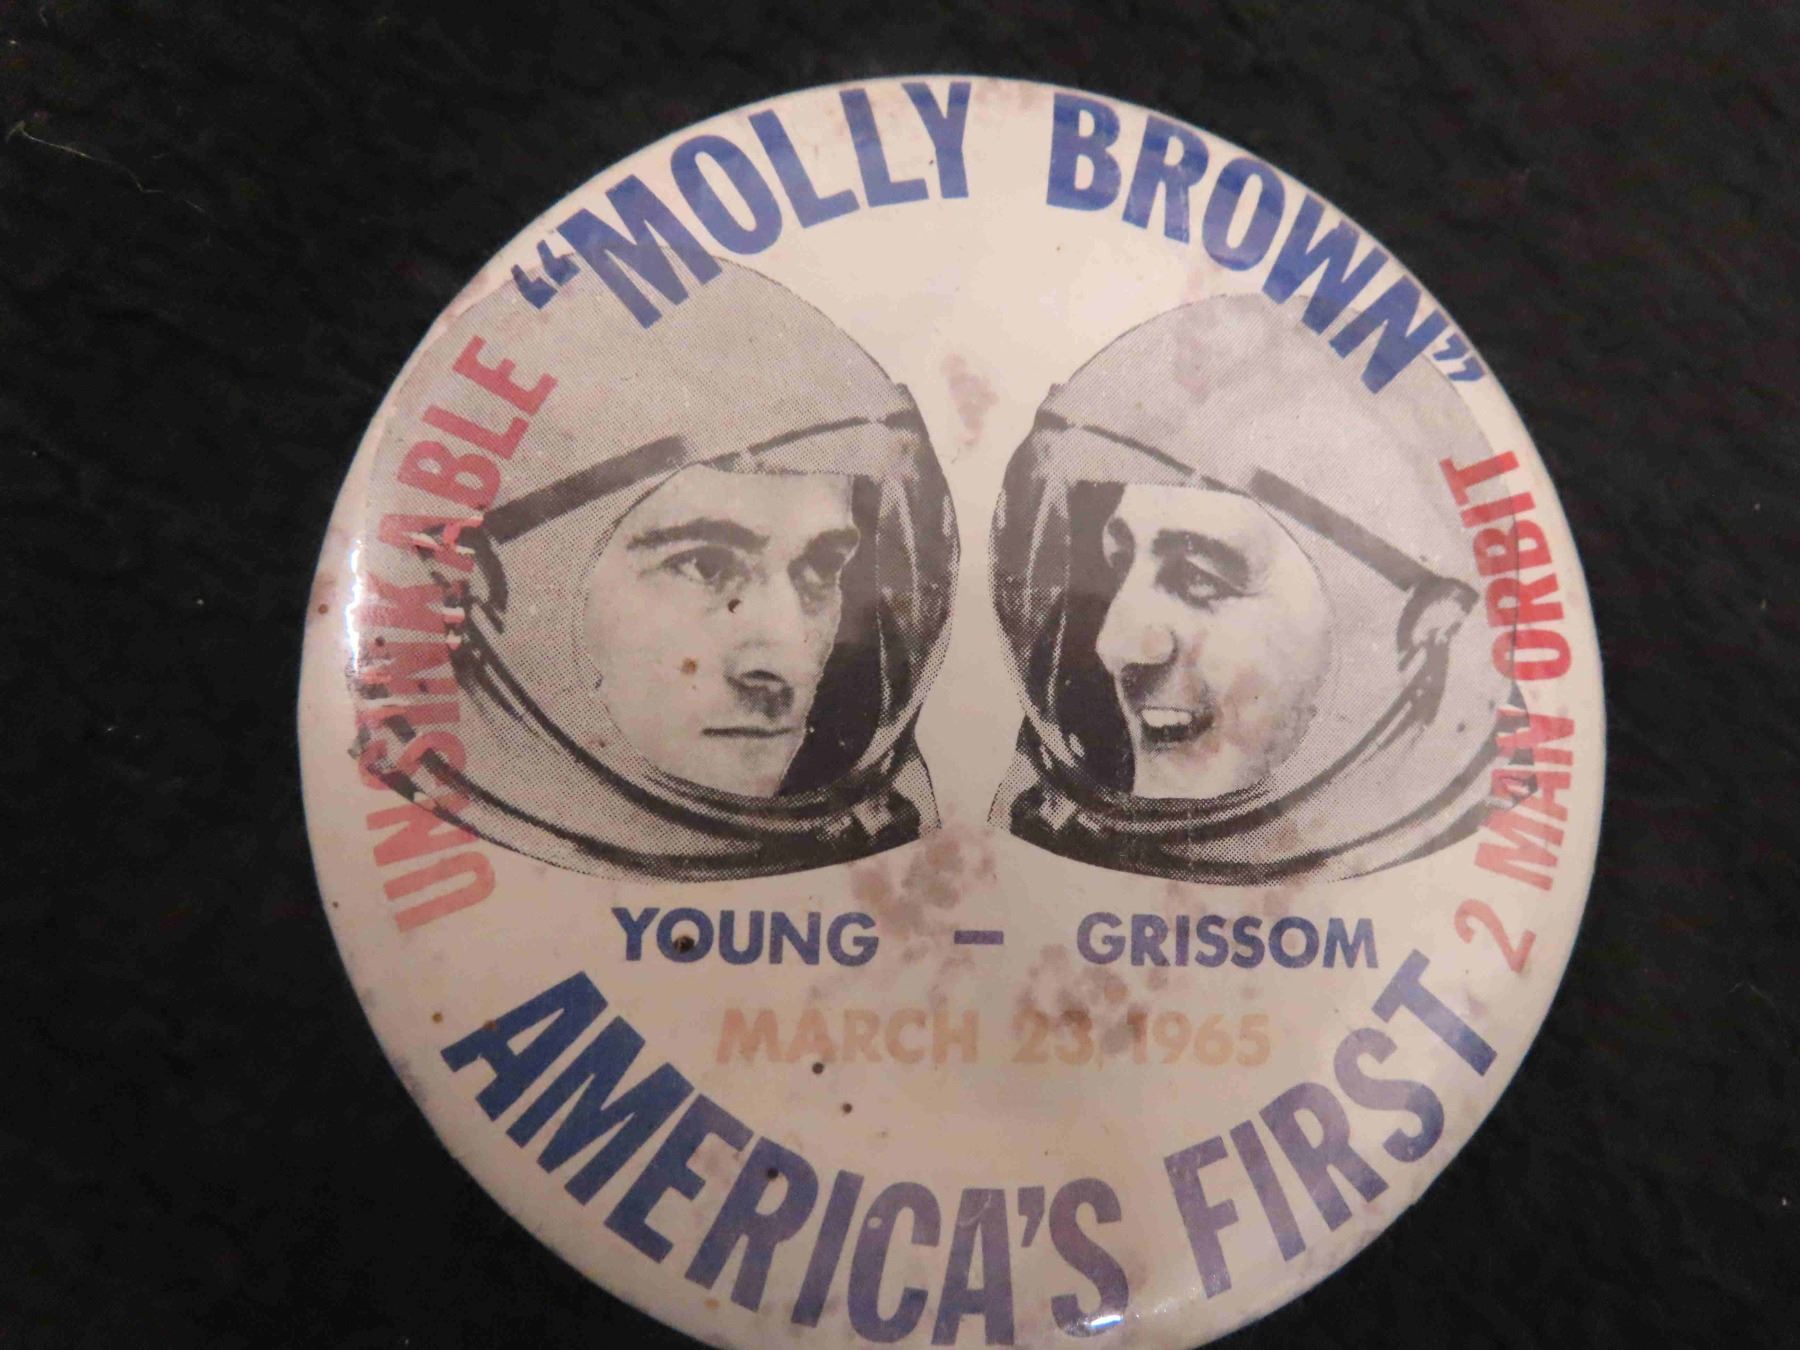 UNSINKABLE
“MOLLY BROWN”
YOUNG – GRISSOM
MARCH 23, 1965
AMERICA'S FIRST
2 MAN ORBIT